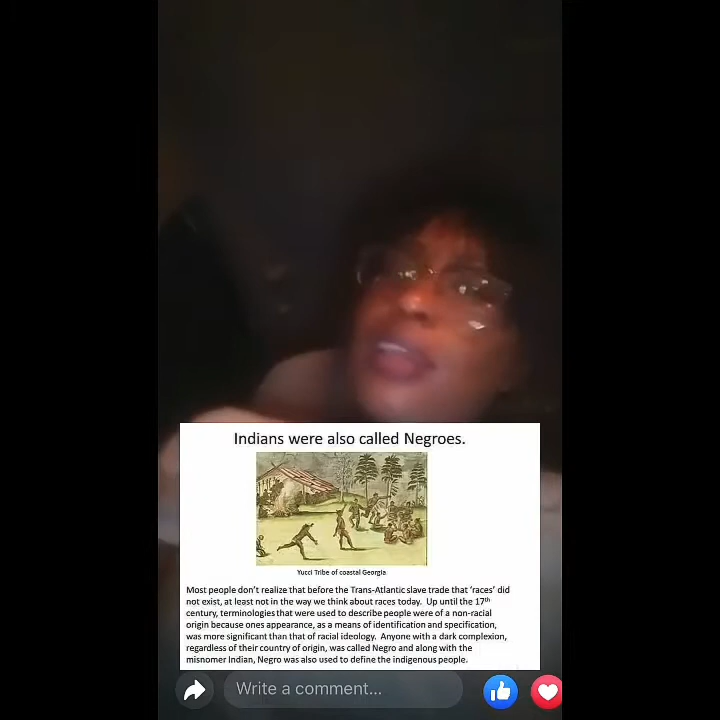 Indians were also called Negroes.
Yucci Tribe of coastal Georgia
Most people don't realize that before the Trans-Atlantic slave trade that 'races' did
not exist, at least not in the way we think about races today. Up until the 17th
century, terminologies that were used to describe people were of a non-racial
origin because ones appearance, as a means of identification and specification,
was more significant than that of racial ideology. Anyone with a dark complexion,
regardless of their country of origin, was called Negro and along with the
misnomer Indian, Negro was also used to define the indigenous people.
Write a comment...